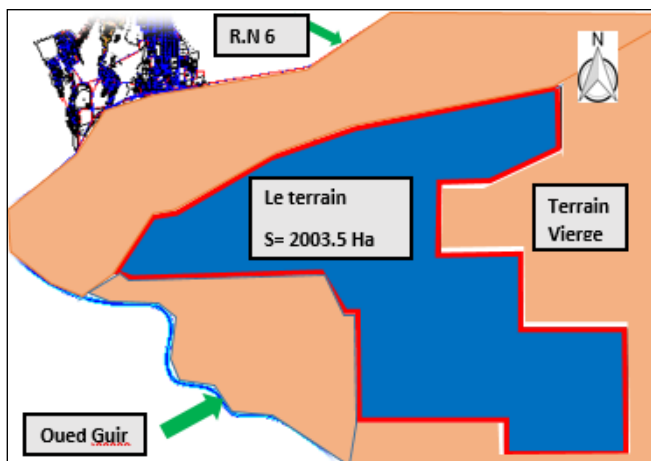 R.N 6
N
Le terrain
S= 2003.5 Ha
Terrain
Vierge
Oued Guir